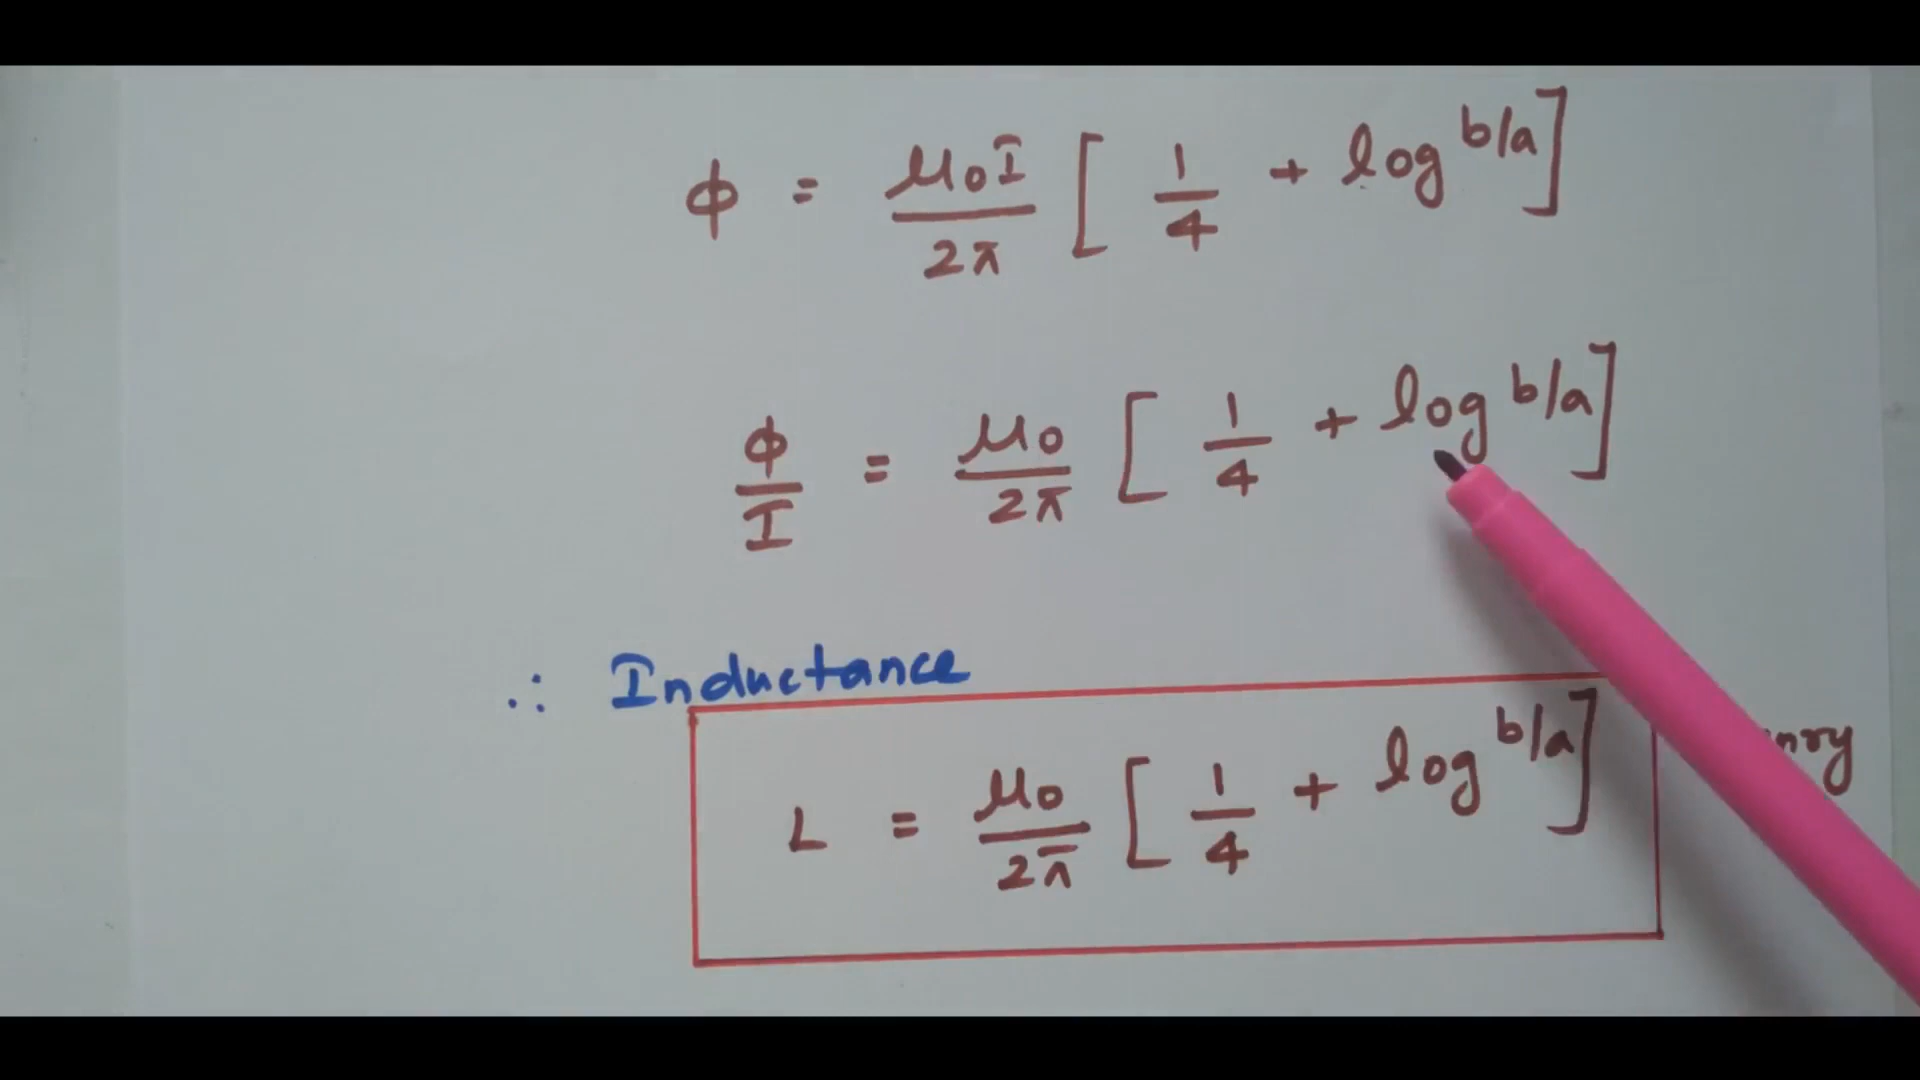 ϕ = μ₀I/2π [ 1/4 + log b/a ]
ϕ/I = μ₀/2π [ 1/4 + log b/a ]
∴ Inductance
L = μ₀/2π [ 1/4 + log b/a ]